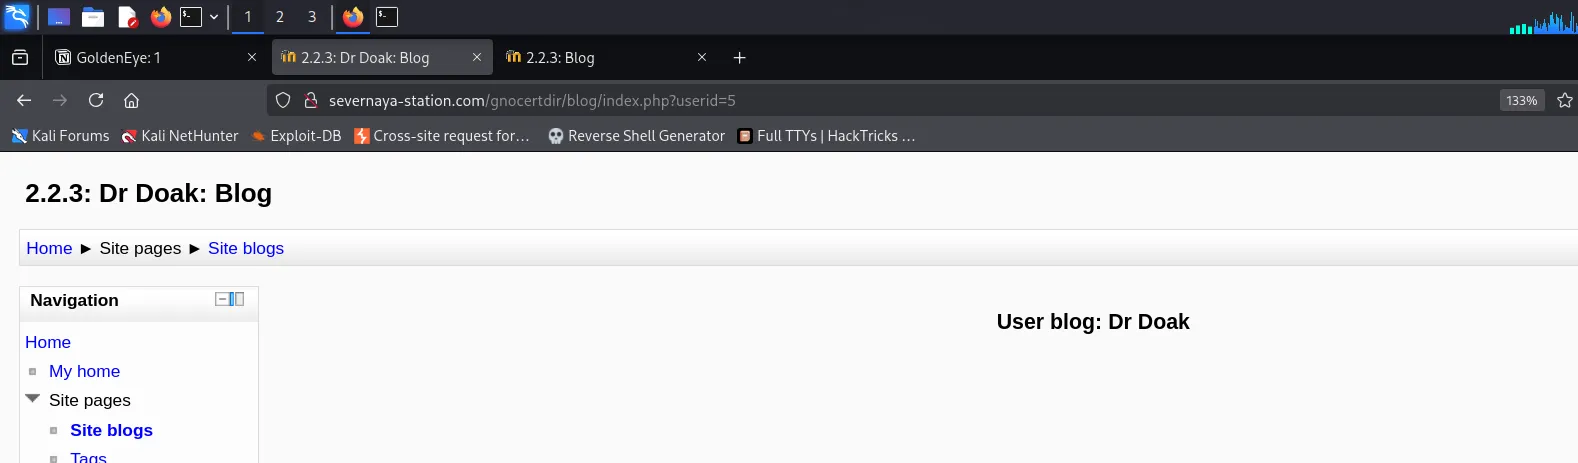 1 2 3
GoldenEye: 1 2.2.3: Dr Doak: Blog 2.2.3: Blog
severnaya-station.com/gnocertdir/blog/index.php?userid=5 133%
Kali Forums Kali NetHunter Exploit-DB Cross-site request for… Reverse Shell Generator Full TTYs | HackTricks …
2.2.3: Dr Doak: Blog
Home ► Site pages ► Site blogs
Navigation
User blog: Dr Doak
Home
My home
Site pages
Site blogs
Tags